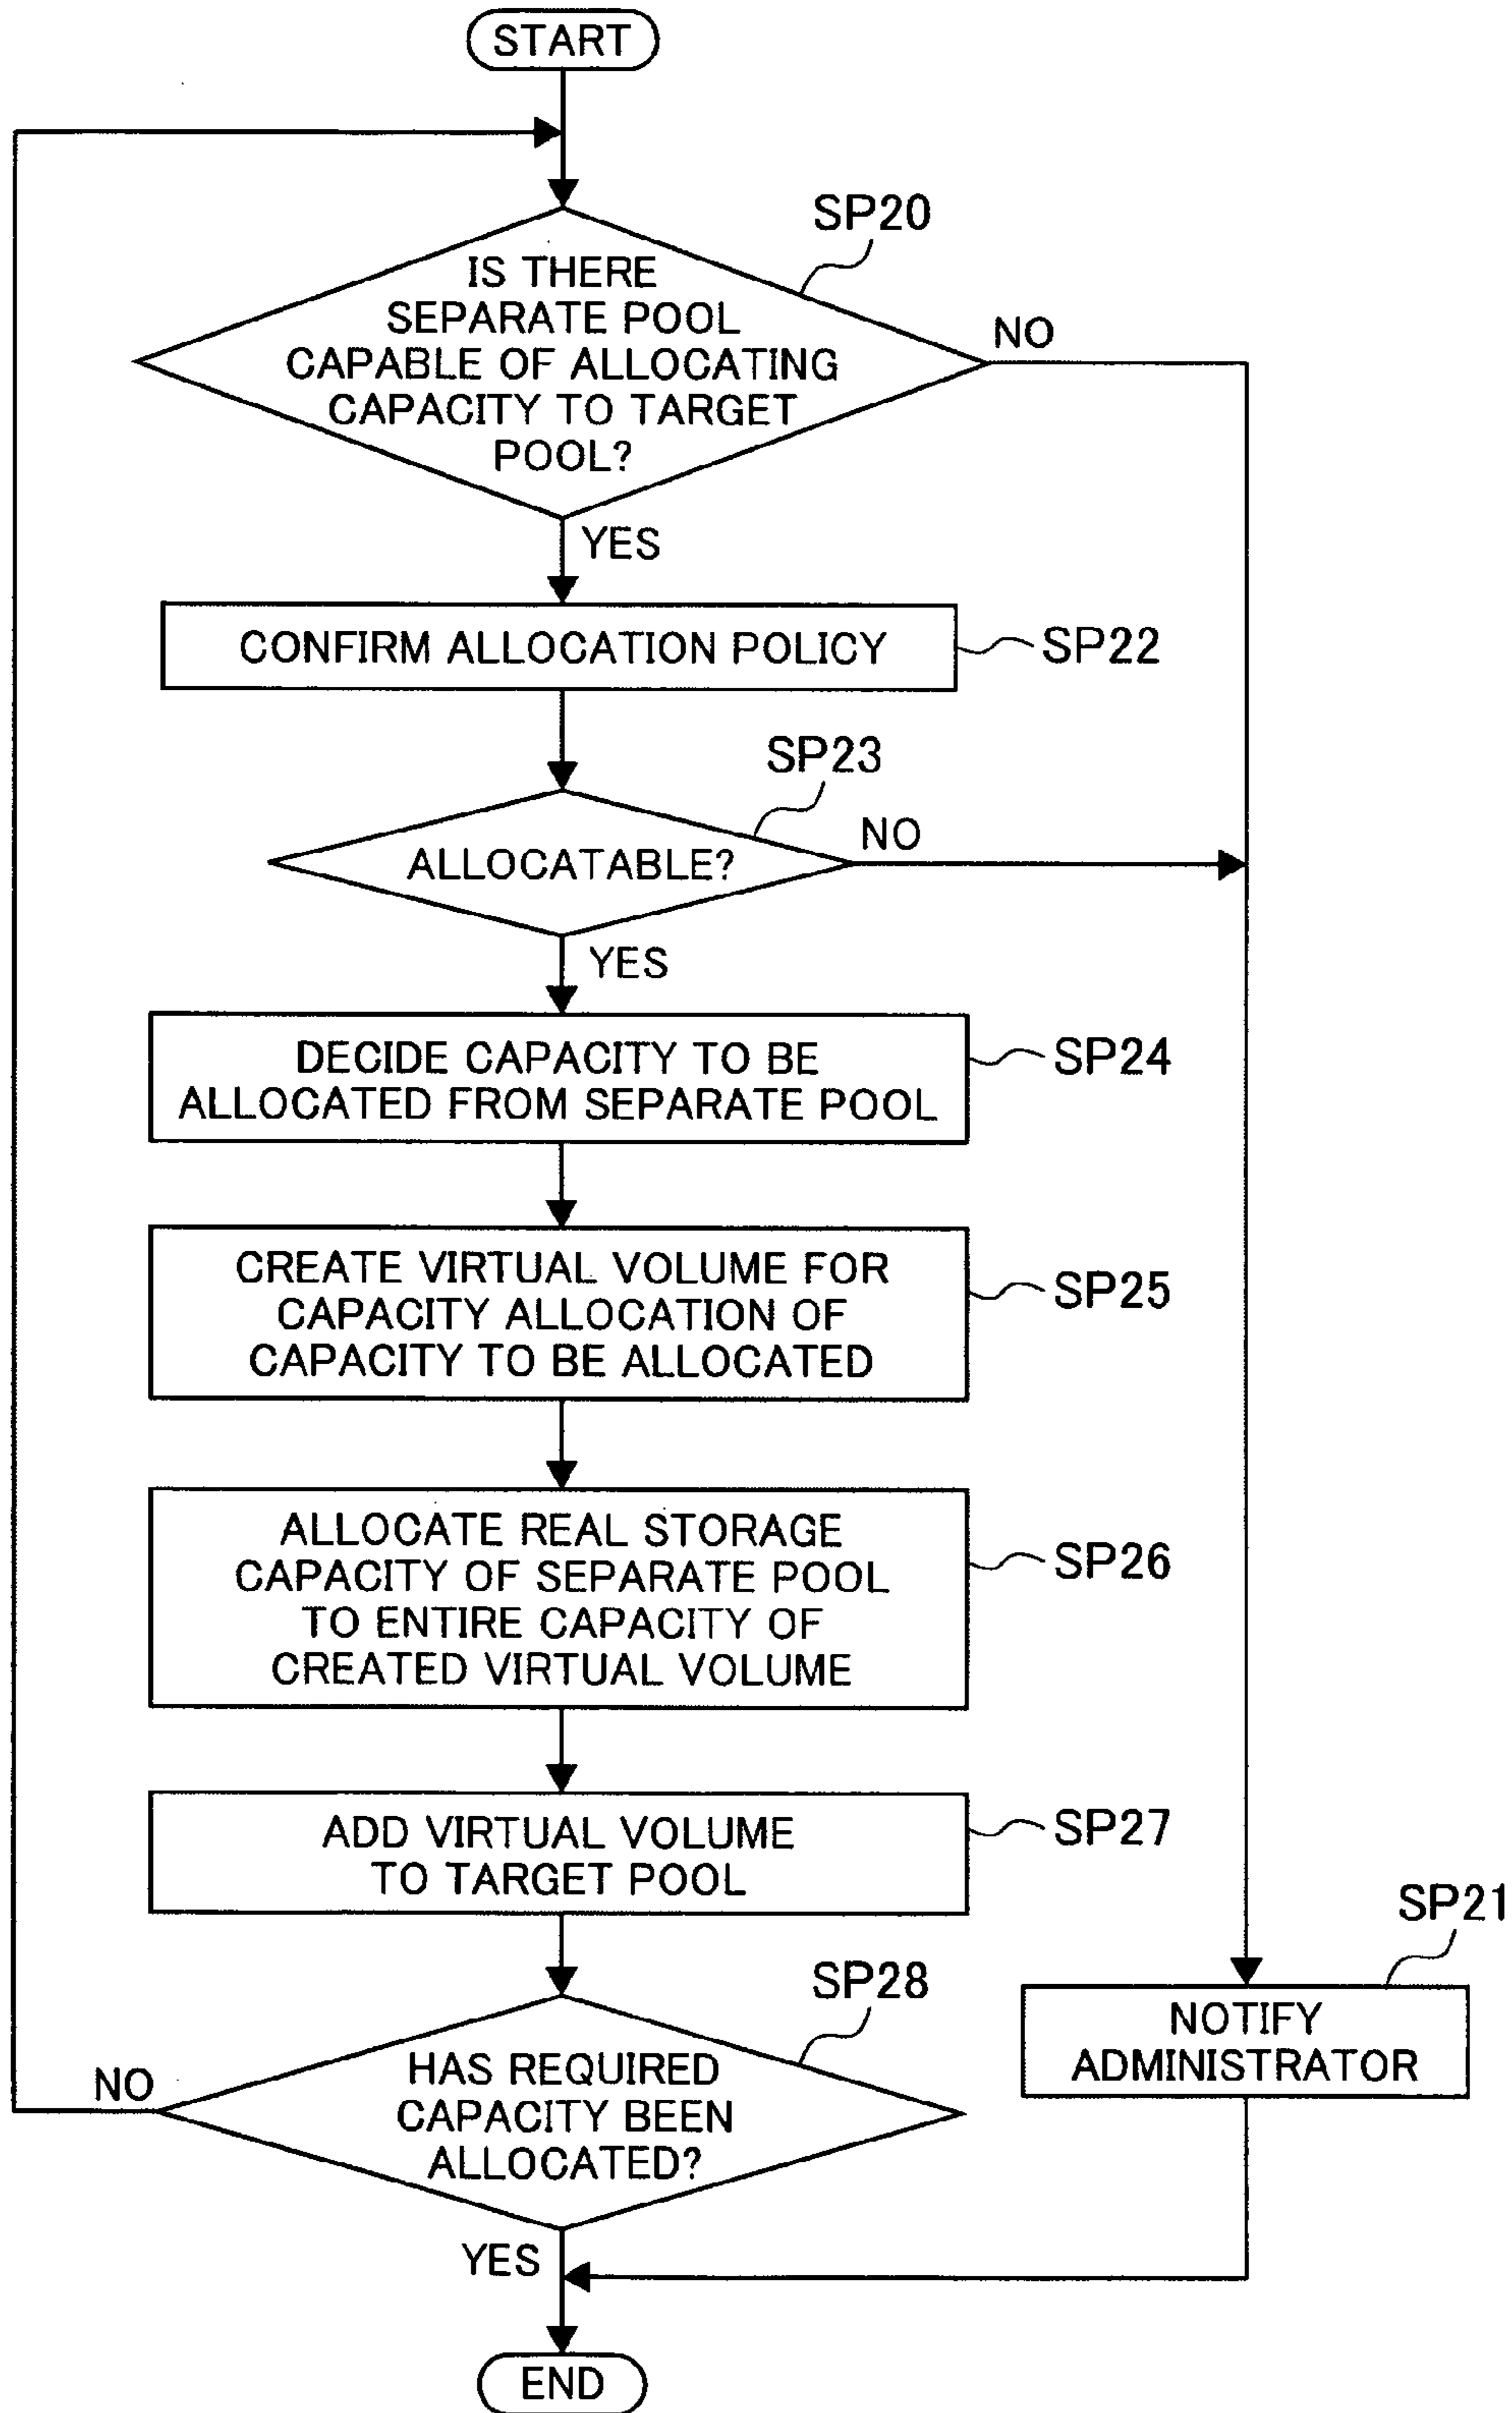 START
SP20
IS THERE
SEPARATE POOL
CAPABLE OF ALLOCATING
CAPACITY TO TARGET
POOL?
NO
YES
CONFIRM ALLOCATION POLICY
SP22
SP23
ALLOCATABLE?
NO
YES
DECIDE CAPACITY TO BE
ALLOCATED FROM SEPARATE POOL
SP24
CREATE VIRTUAL VOLUME FOR
CAPACITY ALLOCATION OF
CAPACITY TO BE ALLOCATED
SP25
ALLOCATE REAL STORAGE
CAPACITY OF SEPARATE POOL
TO ENTIRE CAPACITY OF
CREATED VIRTUAL VOLUME
SP26
ADD VIRTUAL VOLUME
TO TARGET POOL
SP27
SP21
NOTIFY
ADMINISTRATOR
SP28
HAS REQUIRED
CAPACITY BEEN
ALLOCATED?
NO
YES
END